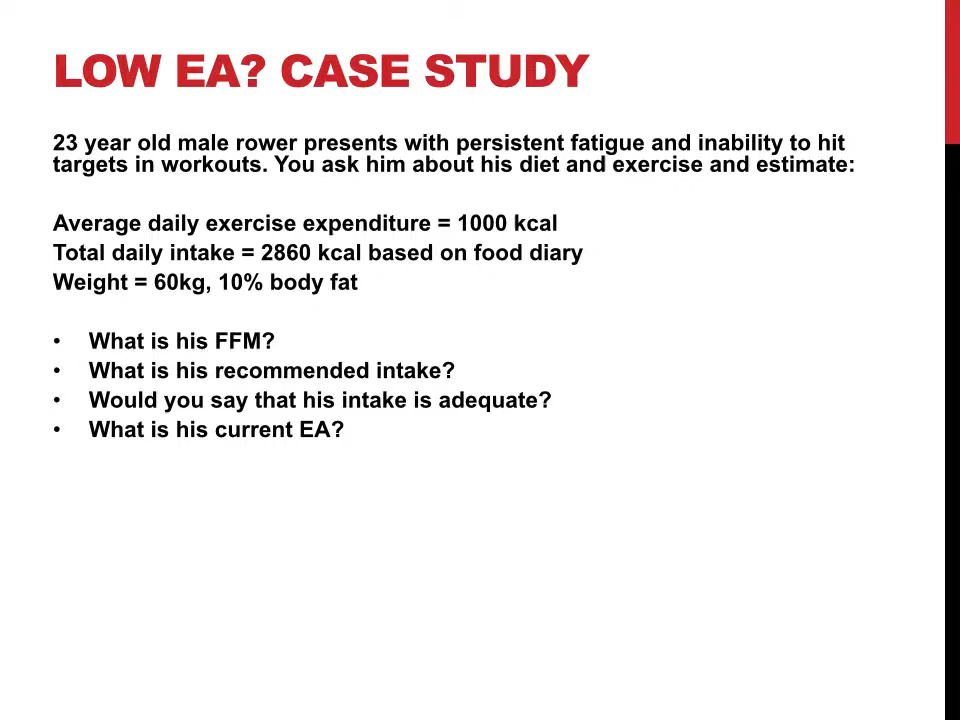 LOW EA? CASE STUDY
23 year old male rower presents with persistent fatigue and inability to hit
targets in workouts. You ask him about his diet and exercise and estimate:
Average daily exercise expenditure = 1000 kcal
Total daily intake = 2860 kcal based on food diary
Weight = 60kg, 10% body fat
• What is his FFM?
• What is his recommended intake?
• Would you say that his intake is adequate?
• What is his current EA?